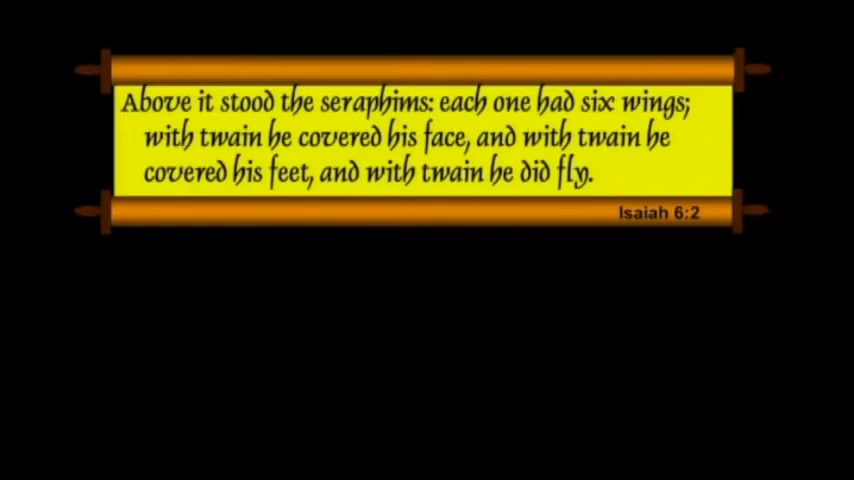 Above it stood the seraphims: each one had six wings;
with twain he covered his face, and with twain he
covered his feet, and with twain he did fly.
Isaiah 6:2